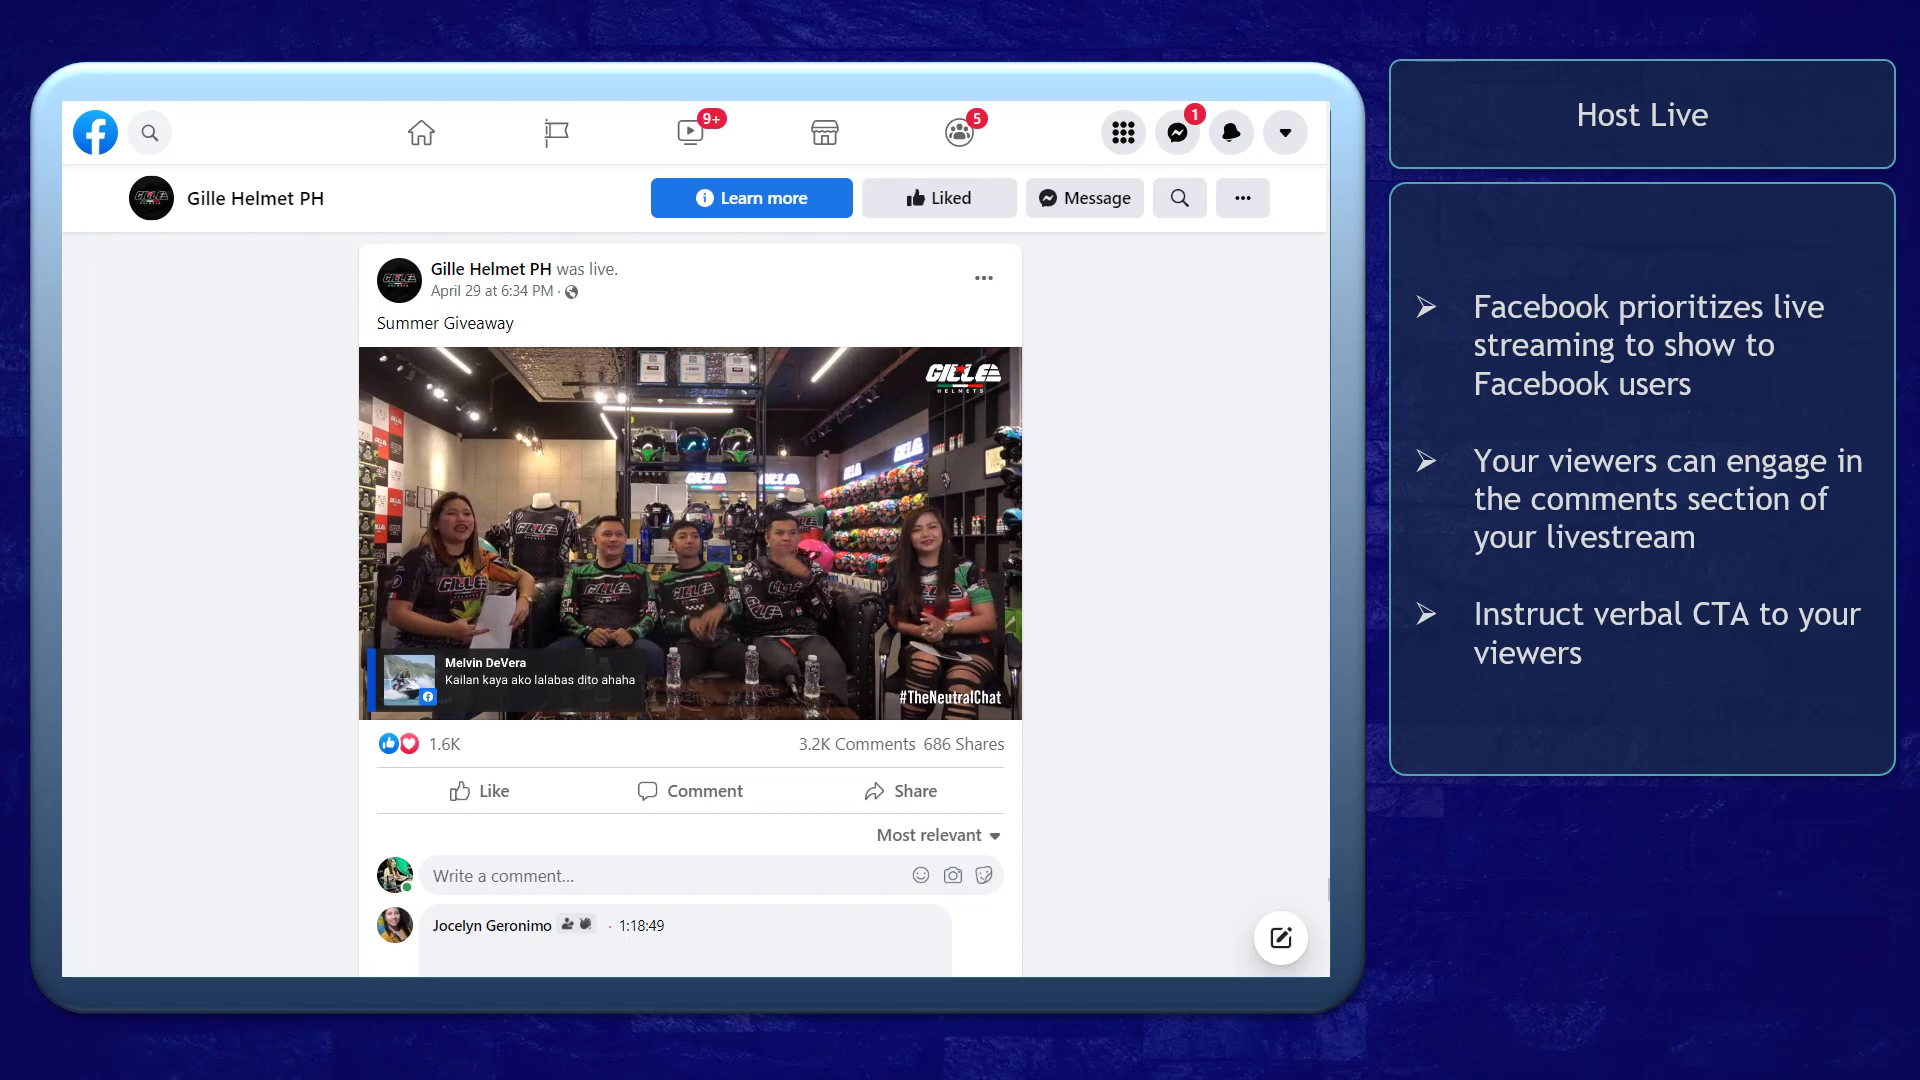 9+
5
1
Gille Helmet PH
Learn more
Liked
Message
Gille Helmet PH was live.
April 29 at 6:34 PM ·
Summer Giveaway
GILLE
HELMETS
Melvin DeVera
Kailan kaya ako lalabas dito ahaha
#TheNeutralChat
1.6K
3.2K Comments 686 Shares
Like
Comment
Share
Most relevant
Write a comment...
Jocelyn Geronimo · 1:18:49
Host Live
Facebook prioritizes live
streaming to show to
Facebook users
Your viewers can engage in
the comments section of
your livestream
Instruct verbal CTA to your
viewers